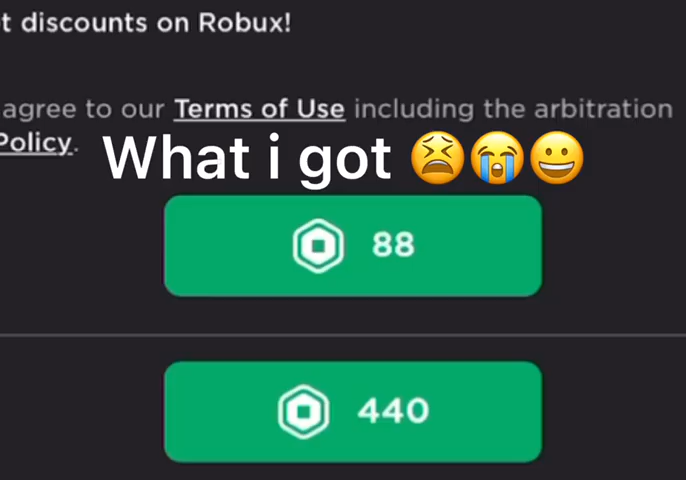 t discounts on Robux!
agree to our Terms of Use including the arbitration
Policy.
What i got 😫😭😀
88
440